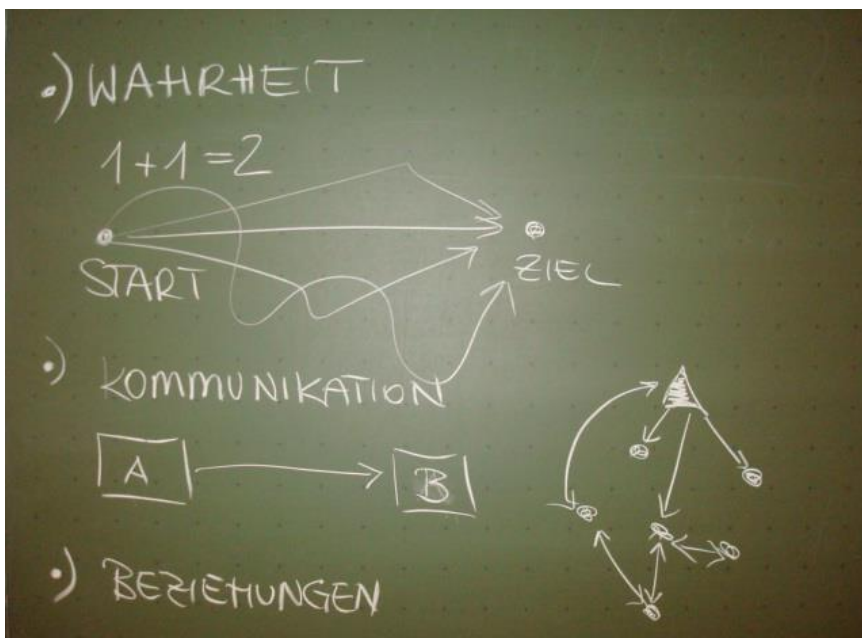 •) WAHRHEIT
1+1=2
START
ZIEL
•) KOMMUNIKATION
A
B
•) BEZIEHUNGEN